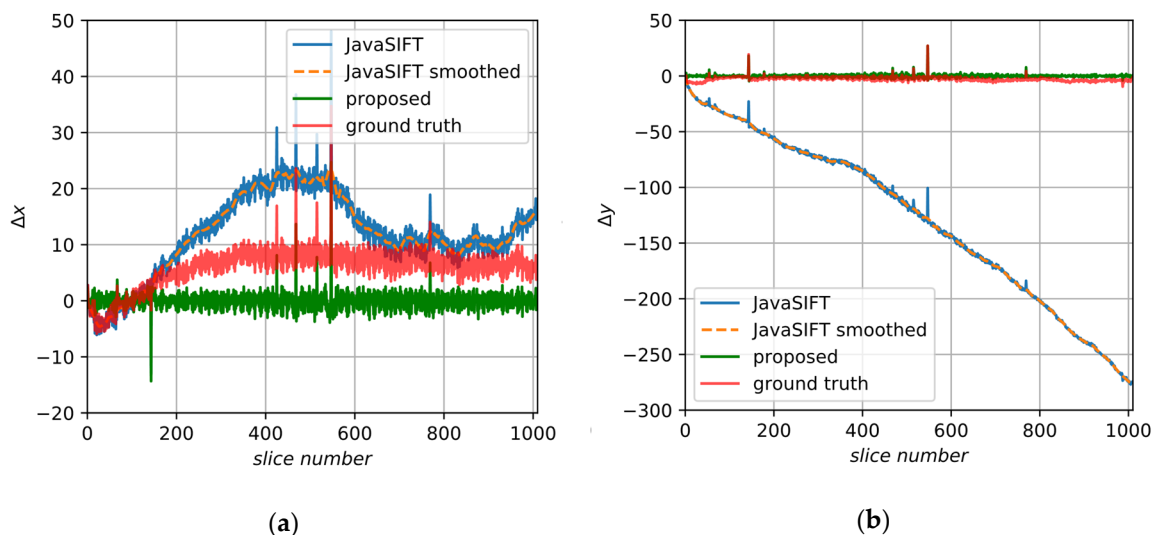 50
40
30
20
10
0
−10
−20
Δx
0 200 400 600 800 1000
slice number
JavaSIFT
JavaSIFT smoothed
proposed
ground truth
(a)
50
0
−50
−100
−150
−200
−250
−300
Δy
0 200 400 600 800 1000
slice number
JavaSIFT
JavaSIFT smoothed
proposed
ground truth
(b)